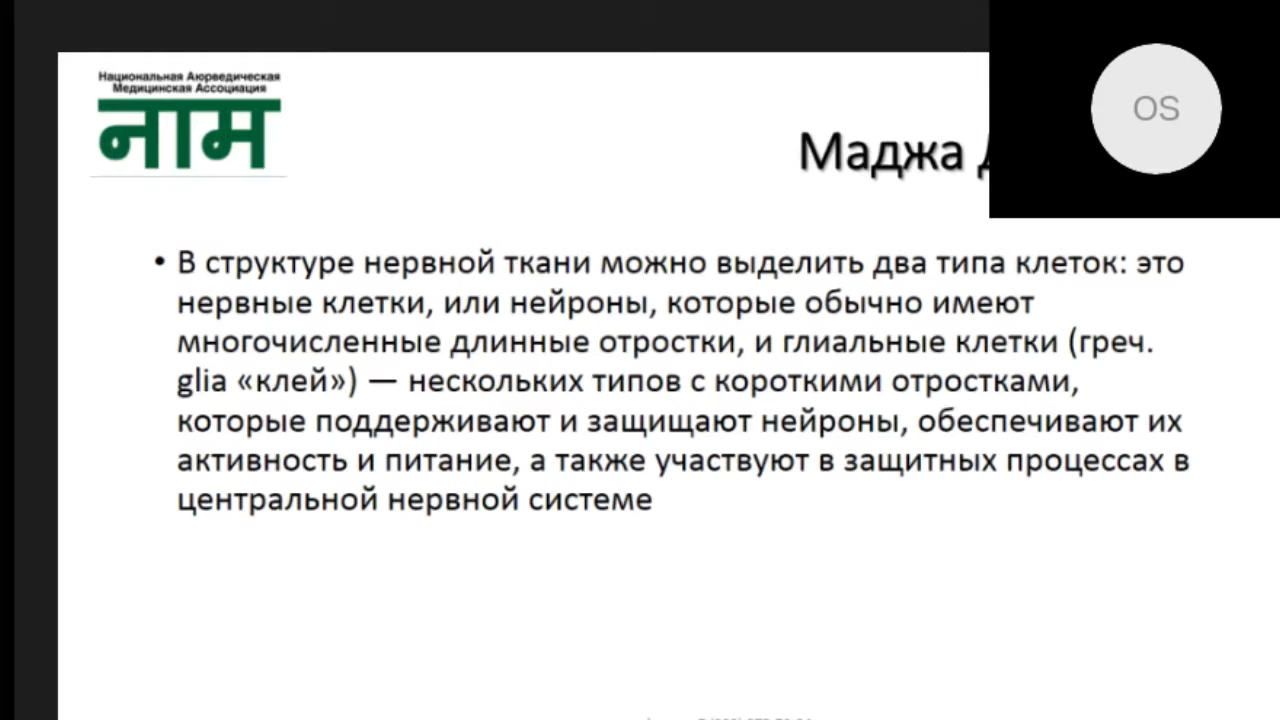 Национальная Аюрведическая
Медицинская Ассоциация
नाम
OS
Маджа
• В структуре нервной ткани можно выделить два типа клеток: это
нервные клетки, или нейроны, которые обычно имеют
многочисленные длинные отростки, и глиальные клетки (греч.
glia «клей») — нескольких типов с короткими отростками,
которые поддерживают и защищают нейроны, обеспечивают их
активность и питание, а также участвуют в защитных процессах в
центральной нервной системе